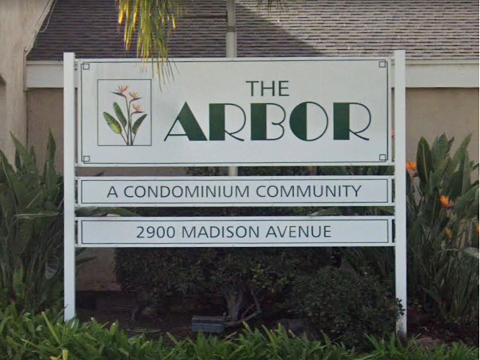 THE
ARBOR
A CONDOMINIUM COMMUNITY
2900 MADISON AVENUE